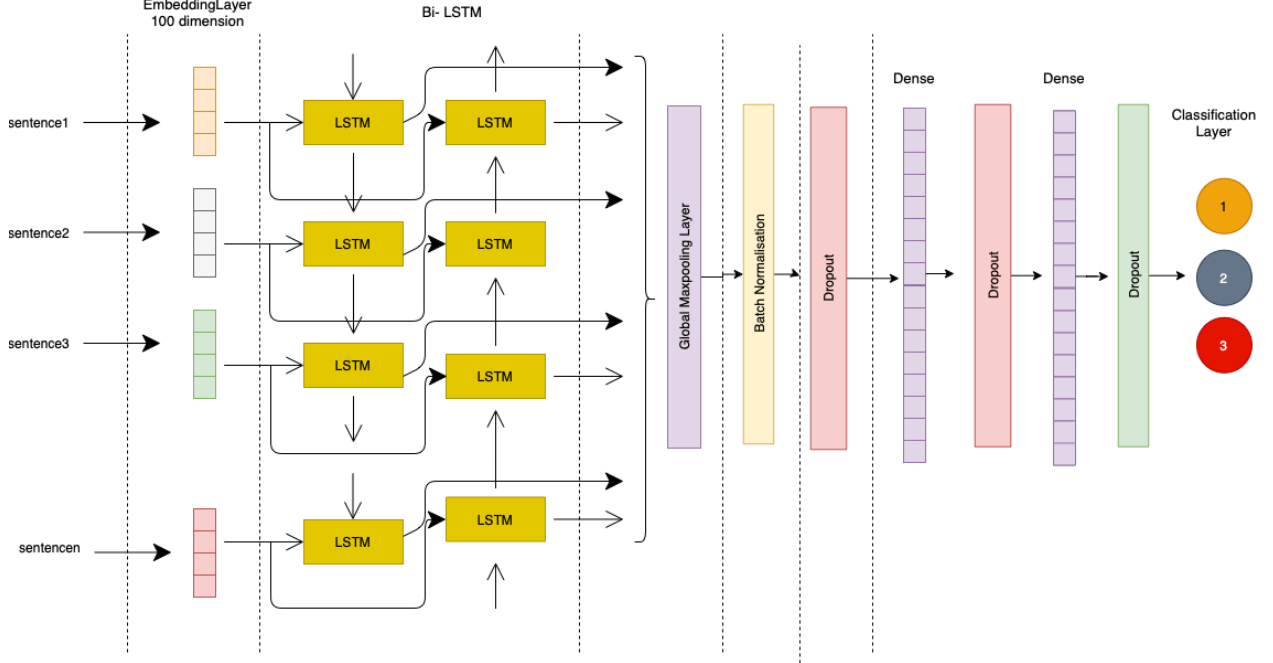 EmbeddingLayer
100 dimension
Bi- LSTM
Dense
Dense
Classification
Layer
sentence1
LSTM
LSTM
sentence2
LSTM
LSTM
sentence3
LSTM
LSTM
sentencen
LSTM
LSTM
Global Maxpooling Layer
Batch Normalisation
Dropout
Dropout
Dropout
1
2
3